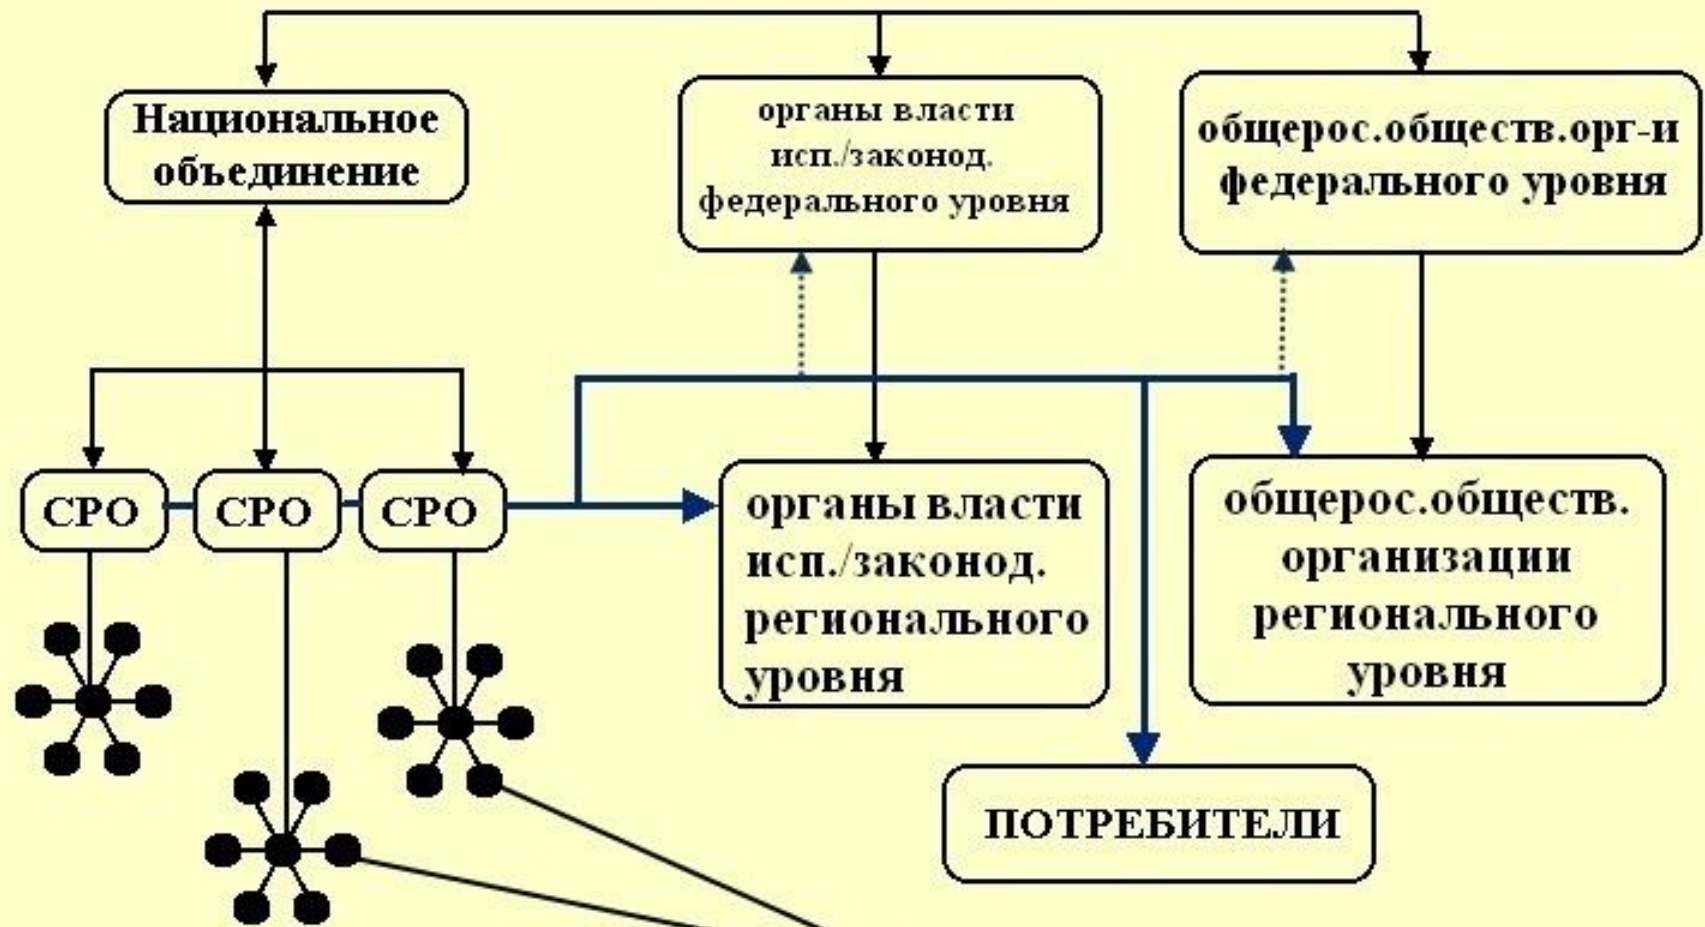 Национальное
объединение
органы власти
исп./законод.
федерального уровня
общерос.обществ.орг-и
федерального уровня
СРО
СРО
СРО
органы власти
исп./законод.
регионального
уровня
общерос.обществ.
организации
регионального
уровня
ПОТРЕБИТЕЛИ